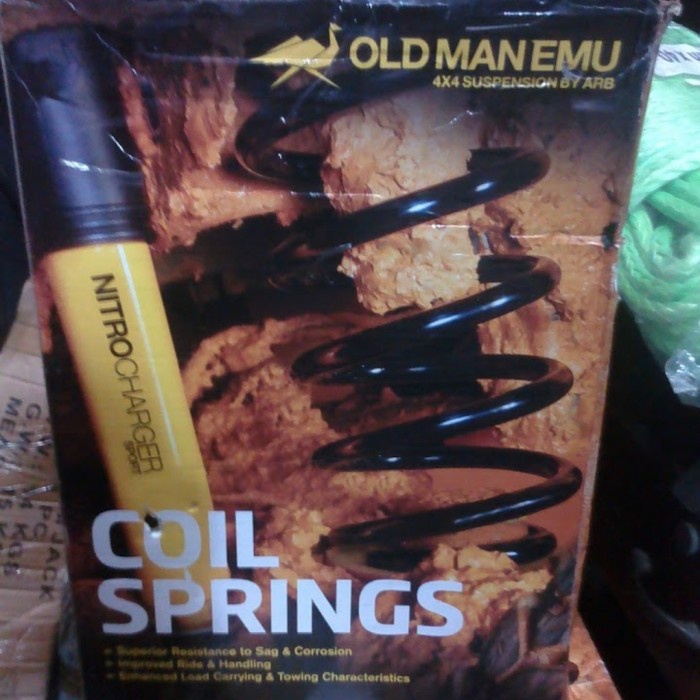 OLD MAN EMU
4X4 SUSPENSION BY ARB
NITROCHARGER
SPORT
COIL
SPRINGS
Superior Resistance to Sag & Corrosion
Improved Ride & Handling
Enhanced Load Carrying & Towing Characteristics
JACK